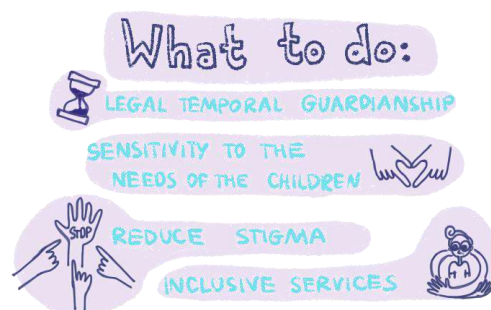 What to do:
LEGAL TEMPORAL GUARDIANSHIP
SENSITIVITY TO THE
NEEDS OF THE CHILDREN
STOP
REDUCE STIGMA
INCLUSIVE SERVICES